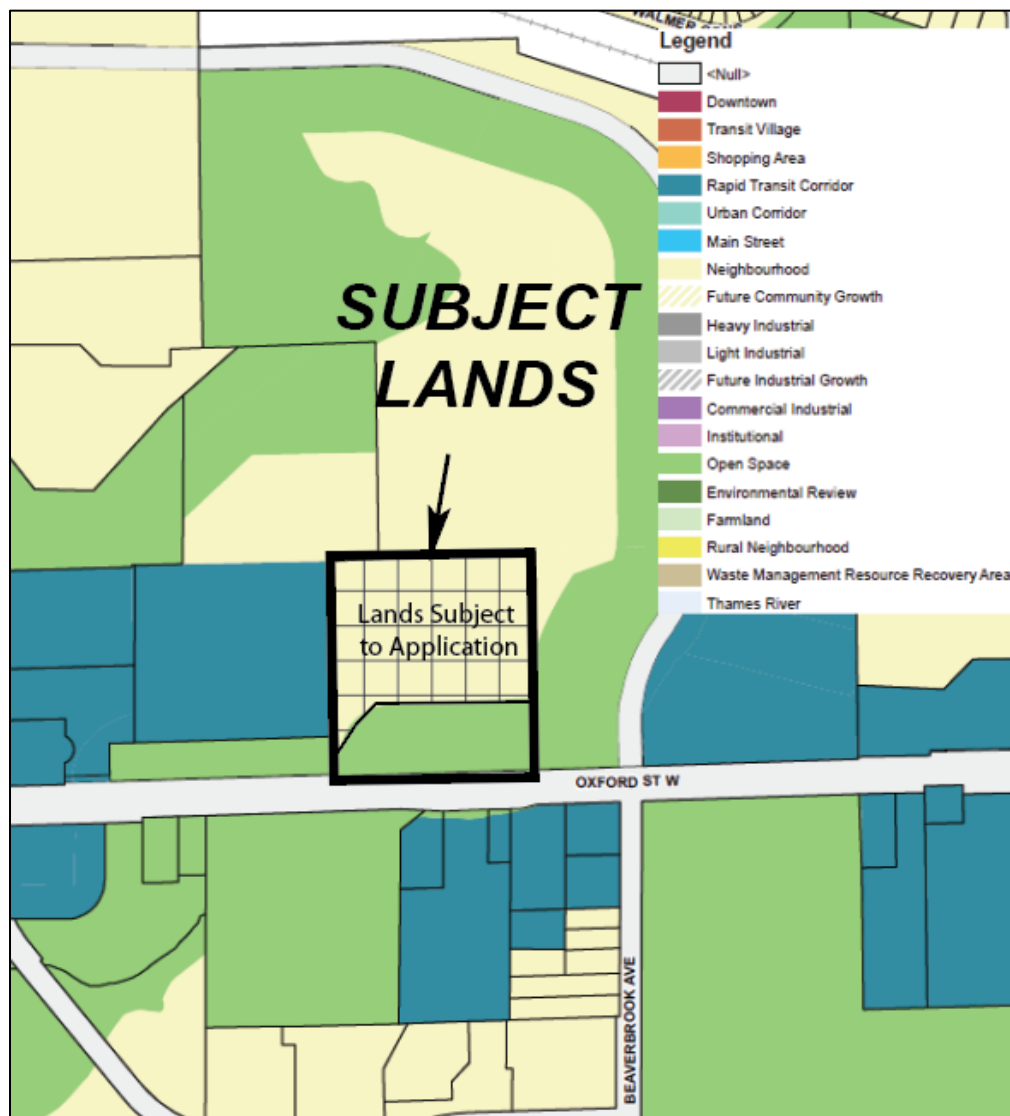 WALMER GDNS
Legend
<Null>
Downtown
Transit Village
Shopping Area
Rapid Transit Corridor
Urban Corridor
Main Street
Neighbourhood
Future Community Growth
Heavy Industrial
Light Industrial
Future Industrial Growth
Commercial Industrial
Institutional
Open Space
Environmental Review
Farmland
Rural Neighbourhood
Waste Management Resource Recovery Area
Thames River
SUBJECT
LANDS
Lands Subject
to Application
OXFORD ST W
BEAVERBROOK AVE